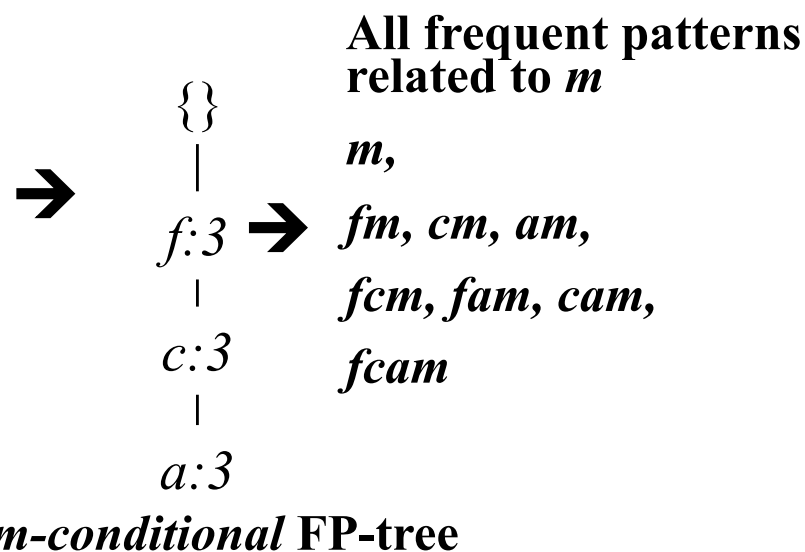 All frequent patterns
related to m
{}
m,
f:3
fm, cm, am,
fcm, fam, cam,
c:3
fcam
a:3
m-conditional FP-tree